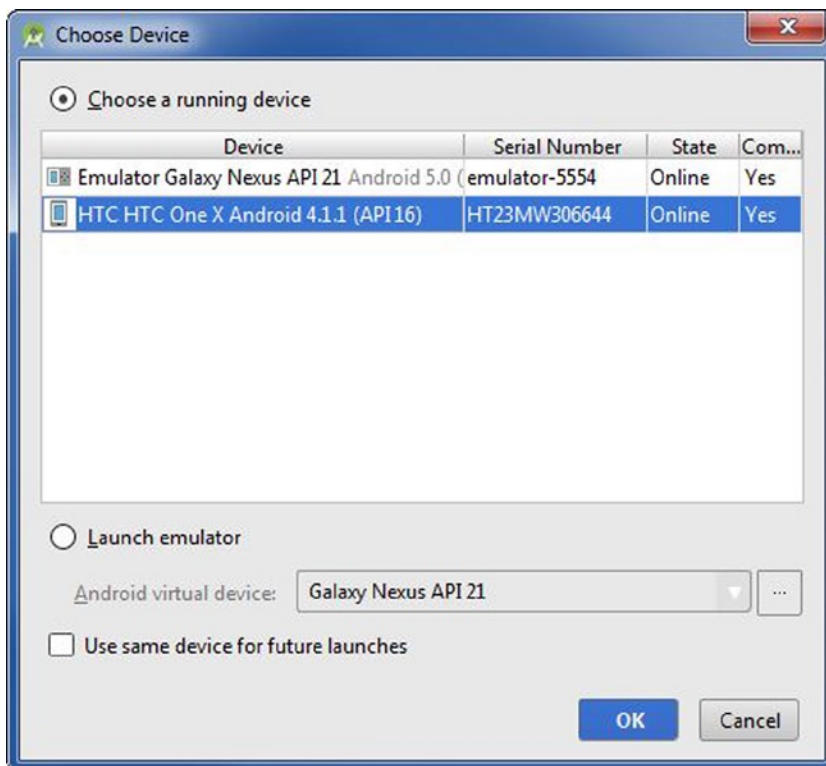 Choose Device
Choose a running device
Device Serial Number State Com...
Emulator Galaxy Nexus API 21 Android 5.0 ( emulator-5554 Online Yes
HTC HTC One X Android 4.1.1 (API 16) HT23MW306644 Online Yes
Launch emulator
Android virtual device: Galaxy Nexus API 21 ...
Use same device for future launches
OK Cancel